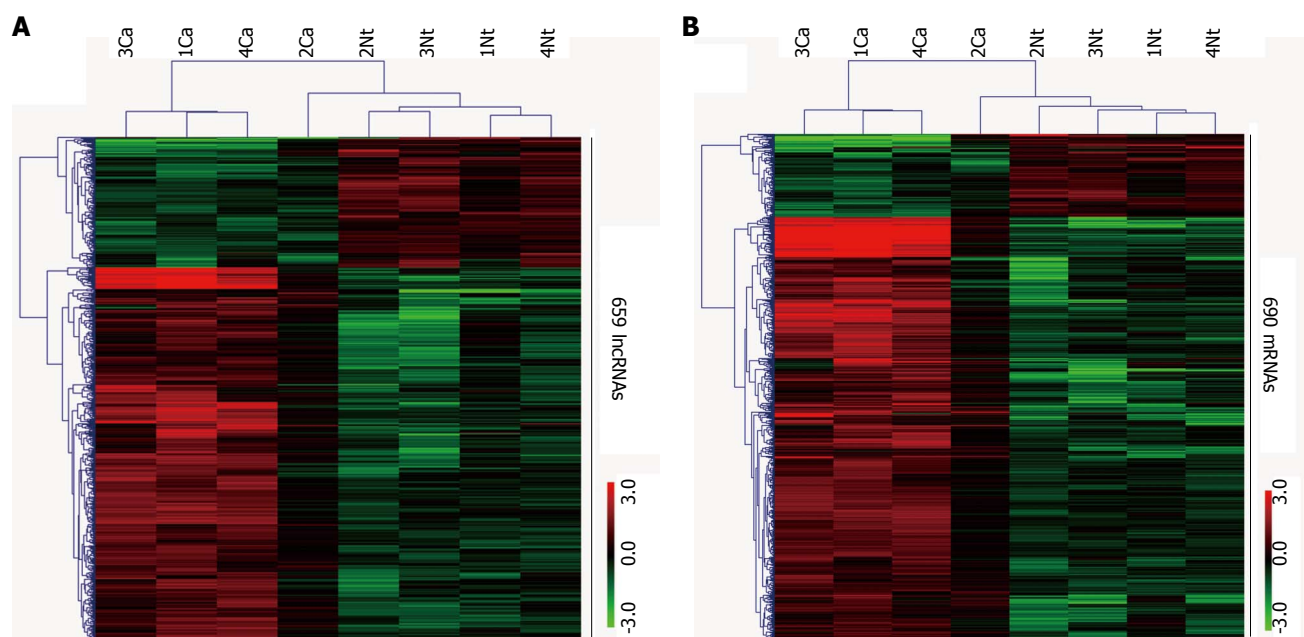 A
3Ca 1Ca 4Ca 2Ca 2Nt 3Nt 1Nt 4Nt
659 lncRNAs
3.0
0.0
-3.0
B
3Ca 1Ca 4Ca 2Ca 2Nt 3Nt 1Nt 4Nt
690 mRNAs
3.0
0.0
-3.0